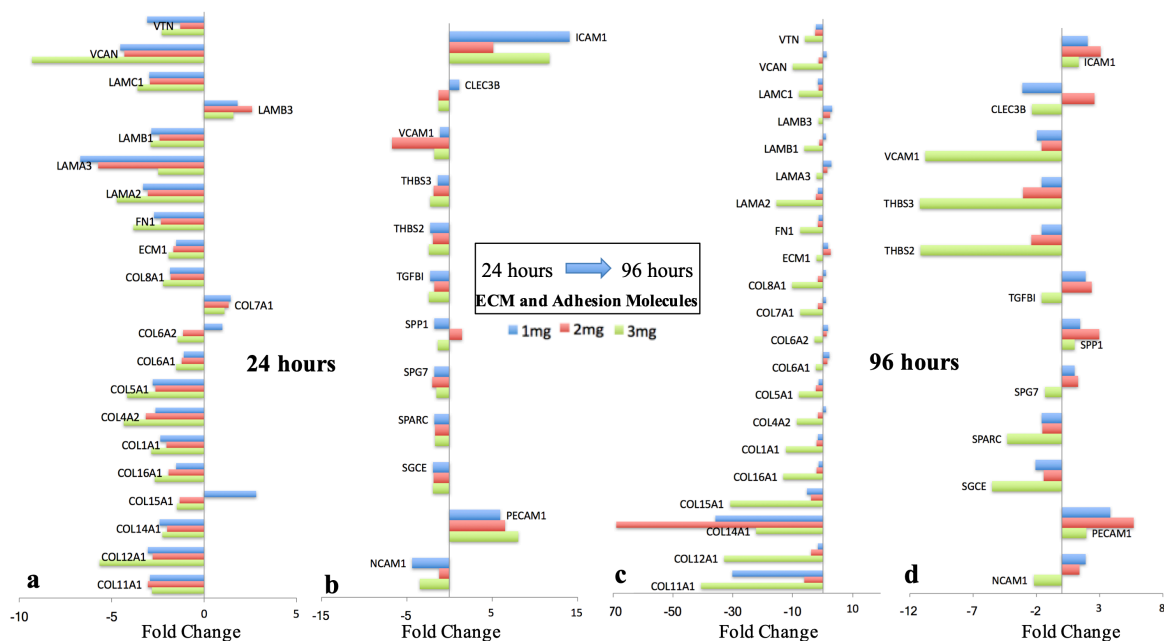 VTN
VCAN
LAMC1
LAMB3
LAMB1
LAMA3
LAMA2
FN1
ECM1
COL8A1
COL7A1
COL6A2
COL6A1
COL5A1
COL4A2
COL1A1
COL16A1
COL15A1
COL14A1
COL12A1
COL11A1
24 hours
a
-10 -5 0 5
Fold Change
ICAM1
CLEC3B
VCAM1
THBS3
THBS2
TGFBI
SPP1
SPG7
SPARC
SGCE
PECAM1
NCAM1
b
-15 -5 5 15
Fold Change
24 hours 96 hours
ECM and Adhesion Molecules
1mg 2mg 3mg
VTN
VCAN
LAMC1
LAMB3
LAMB1
LAMA3
LAMA2
FN1
ECM1
COL8A1
COL7A1
COL6A2
COL6A1
COL5A1
COL4A2
COL1A1
COL16A1
COL15A1
COL14A1
COL12A1
COL11A1
c
-70 -50 -30 -10 10
Fold Change
96 hours
ICAM1
CLEC3B
VCAM1
THBS3
THBS2
TGFBI
SPP1
SPG7
SPARC
SGCE
PECAM1
NCAM1
d
-12 -7 -2 3 8
Fold Change